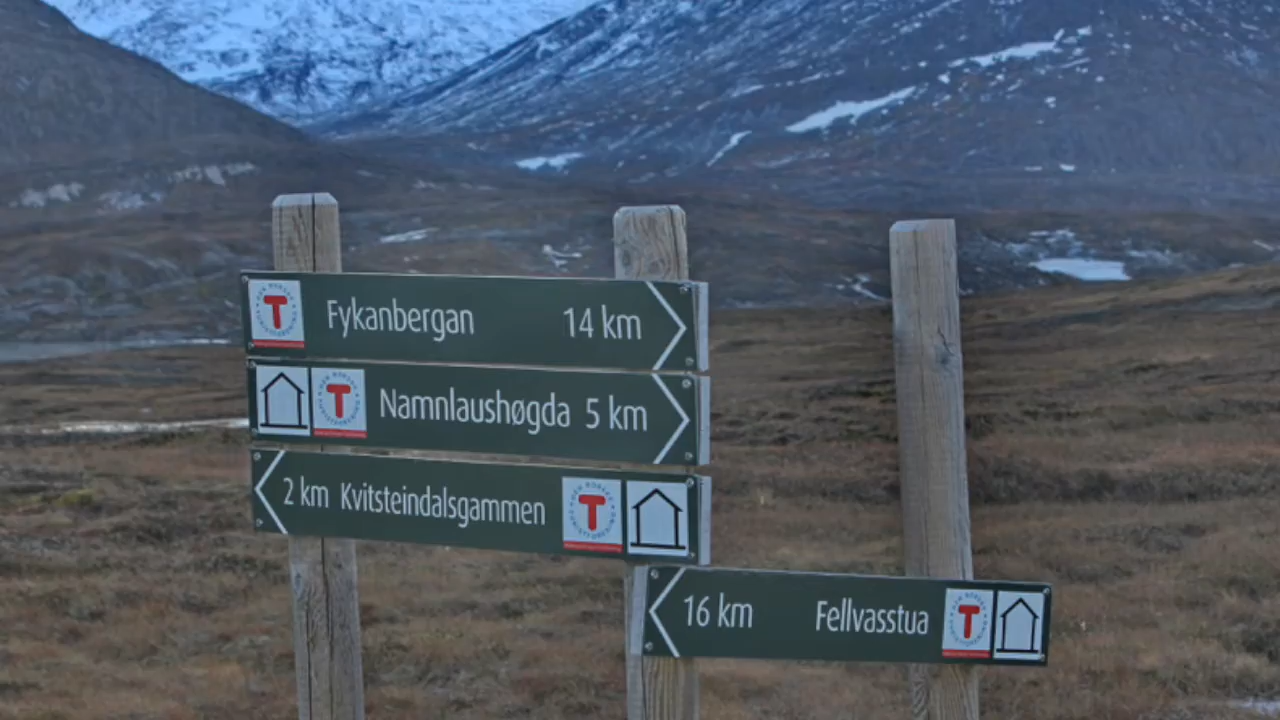 T Fykanbergan 14 km
T Namnlaushøgda 5 km
2 km Kvitsteindalsgammen T
16 km Fellvasstua T